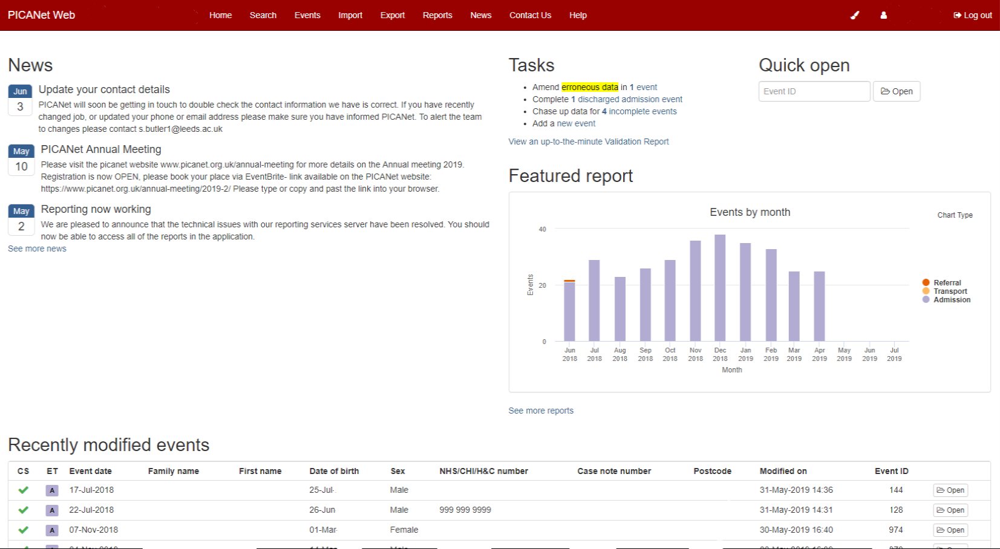 PICANet Web Home Search Events Import Export Reports News Contact Us Help Log out
News
Jun
3
Update your contact details
PICANet will soon be getting in touch to double check the contact information we have is correct. If you have recently
changed job, or updated your phone or email address please make sure you have informed PICANet. To alert the team
to changes please contact s.butler1@leeds.ac.uk
May
10
PICANet Annual Meeting
Please visit the picanet website www.picanet.org.uk/annual-meeting for more details on the Annual meeting 2019.
Registration is now OPEN, please book your place via EventBrite- link available on the PICANet website:
https://www.picanet.org.uk/annual-meeting/2019-2/ Please type or copy and past the link into your browser.
May
2
Reporting now working
We are pleased to announce that the technical issues with our reporting services server have been resolved. You should
now be able to access all of the reports in the application.
See more news
Tasks
Amend erroneous data in 1 event
Complete 1 discharged admission event
Chase up data for 4 incomplete events
Add a new event
View an up-to-the-minute Validation Report
Quick open
Event ID Open
Featured report
Events by month
Chart Type
40
20
0
Events
Jun 2018
Jul 2018
Aug 2018
Sep 2018
Oct 2018
Nov 2018
Dec 2018
Jan 2019
Feb 2019
Mar 2019
Apr 2019
May 2019
Jun 2019
Jul 2019
Month
Referral
Transport
Admission
See more reports
Recently modified events
CS ET Event date Family name First name Date of birth Sex NHS/CHI/H&C number Case note number Postcode Modified on Event ID
A 17-Jul-2018 25-Jul- Male 31-May-2019 14:36 144 Open
A 22-Jul-2018 26-Jun Male 999 999 9999 31-May-2019 14:31 128 Open
A 07-Nov-2018 01-Mar- Female 30-May-2019 16:40 974 Open